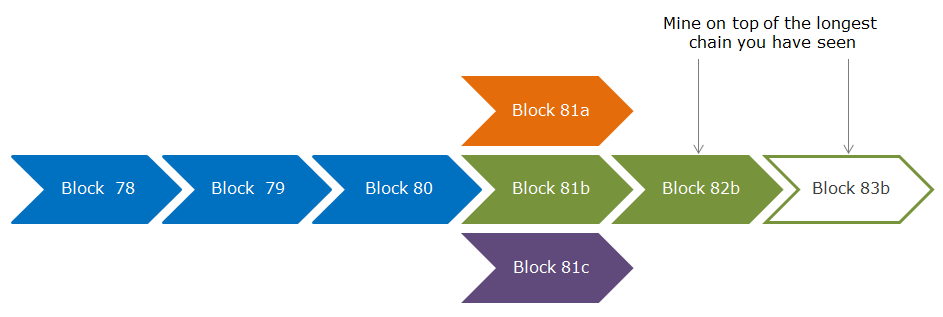 Mine on top of the longest
chain you have seen
Block 81a
Block  78
Block  79
Block 80
Block 81b
Block 82b
Block 83b
Block 81c